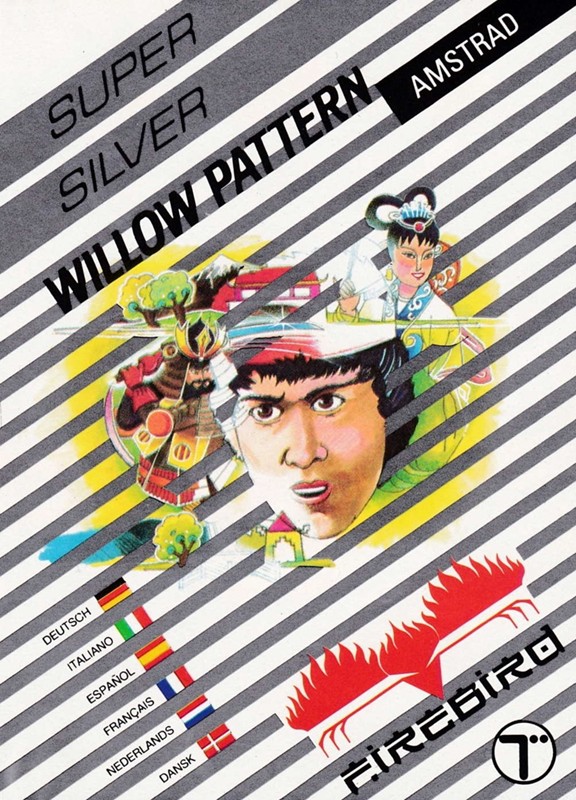 SUPER
SILVER
WILLOW PATTERN
AMSTRAD
DEUTSCH
ITALIANO
ESPAÑOL
FRANÇAIS
NEDERLANDS
DANSK
FIREBIRD
T